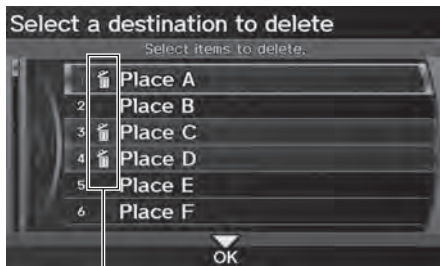 Select a destination to delete
Select items to delete.
1 Place A
2 Place B
3 Place C
4 Place D
5 Place E
6 Place F
OK